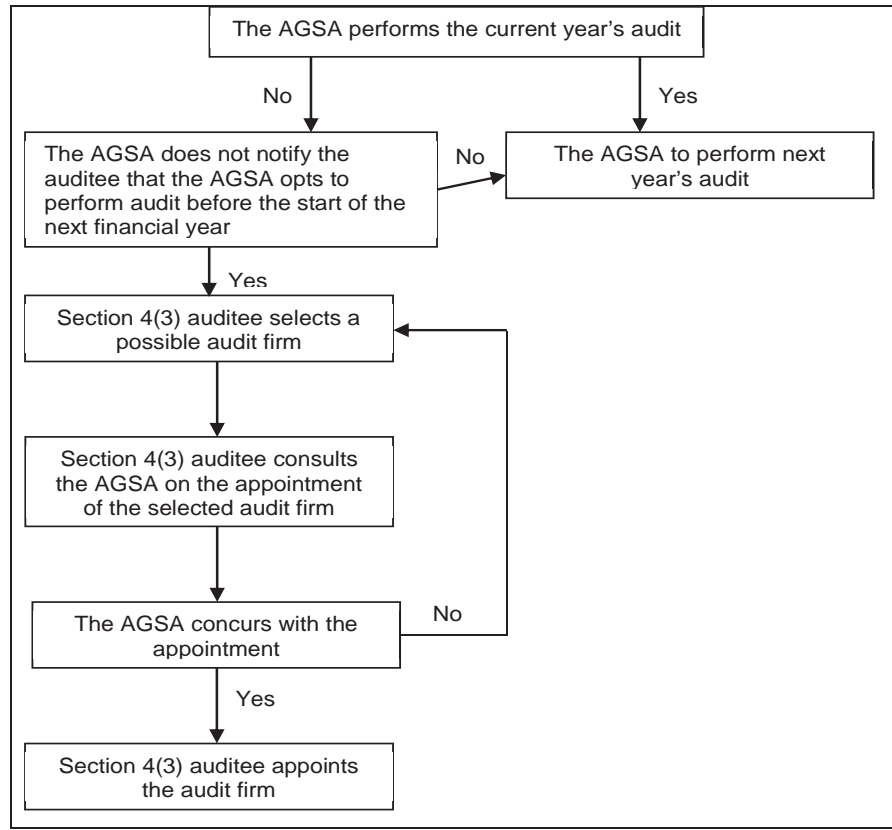 The AGSA performs the current year's audit
No
Yes
The AGSA does not notify the
auditee that the AGSA opts to
perform audit before the start of the
next financial year
No
The AGSA to perform next
year's audit
Yes
Section 4(3) auditee selects a
possible audit firm
Section 4(3) auditee consults
the AGSA on the appointment
of the selected audit firm
The AGSA concurs with the
appointment
No
Yes
Section 4(3) auditee appoints
the audit firm